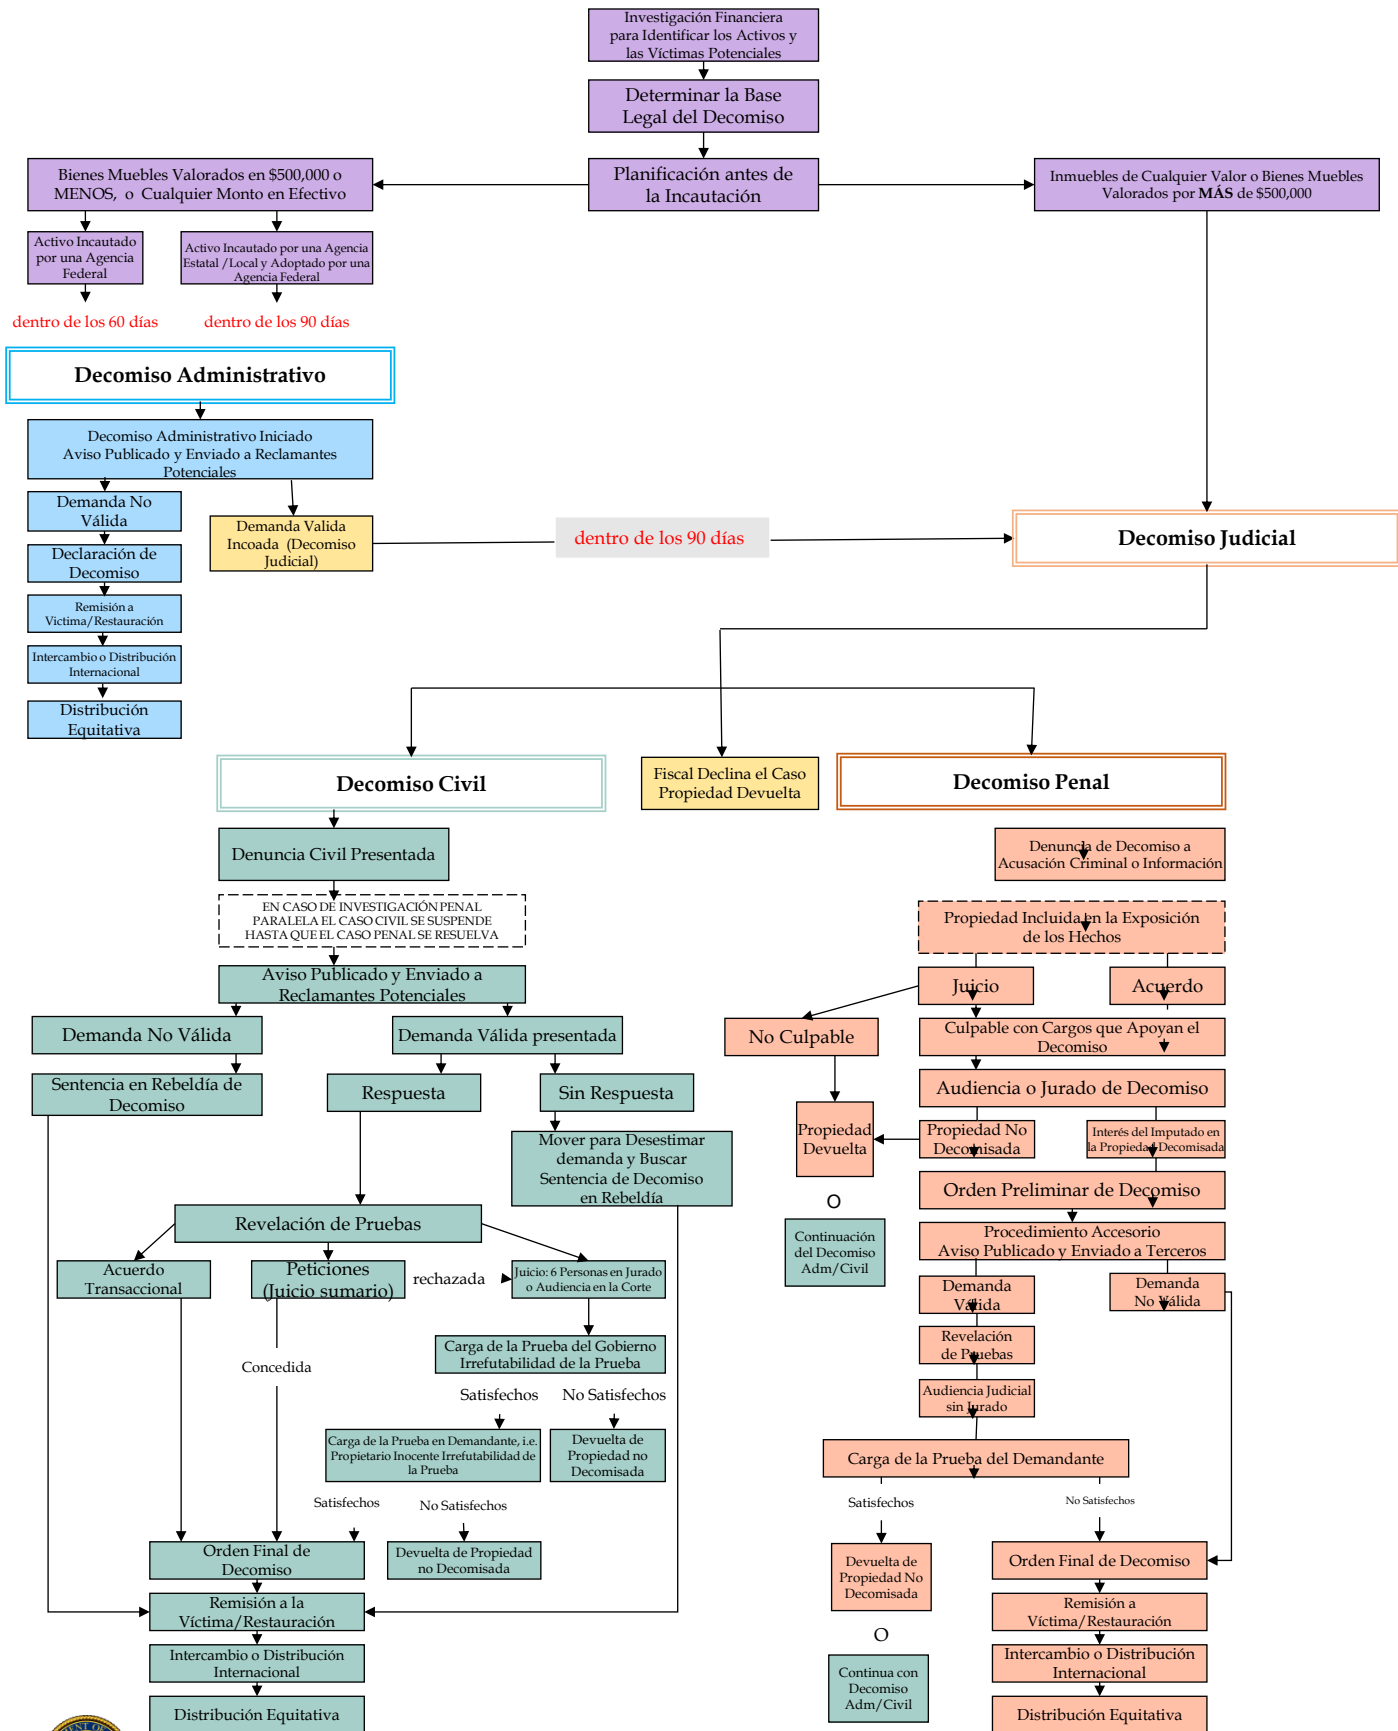 Investigación Financiera
para Identificar los Activos y
las Víctimas Potenciales
Determinar la Base
Legal del Decomiso
Planificación antes de
la Incautación
Bienes Muebles Valorados en $500,000 o
MENOS, o Cualquier Monto en Efectivo
Inmuebles de Cualquier Valor o Bienes Muebles
Valorados por MÁS de $500,000
Activo Incautado
por una Agencia
Federal
Activo Incautado por una Agencia
Estatal /Local y Adoptado por una
Agencia Federal
dentro de los 60 días
dentro de los 90 días
Decomiso Administrativo
Decomiso Administrativo Iniciado
Aviso Publicado y Enviado a Reclamantes
Potenciales
Demanda No
Válida
Demanda Valida
Incoada (Decomiso
Judicial)
dentro de los 90 días
Decomiso Judicial
Declaración de
Decomiso
Remisión a
Victima/Restauración
Intercambio o Distribución
Internacional
Distribución
Equitativa
Decomiso Civil
Fiscal Declina el Caso
Propiedad Devuelta
Decomiso Penal
Denuncia Civil Presentada
EN CASO DE INVESTIGACIÓN PENAL
PARALELA EL CASO CIVIL SE SUSPENDE
HASTA QUE EL CASO PENAL SE RESUELVA
Aviso Publicado y Enviado a
Reclamantes Potenciales
Demanda No Válida
Demanda Válida presentada
Sentencia en Rebeldía de
Decomiso
Respuesta
Sin Respuesta
Mover para Desestimar
demanda y Buscar
Sentencia de Decomiso
en Rebeldía
Revelación de Pruebas
Acuerdo
Transaccional
Peticiones
(Juicio sumario)
rechazada
Juicio: 6 Personas en Jurado
o Audiencia en la Corte
Concedida
Carga de la Prueba del Gobierno
Irrefutabilidad de la Prueba
Satisfechos
No Satisfechos
Carga de la Prueba en Demandante, i.e.
Propietario Inocente Irrefutabilidad de
la Prueba
Devuelta de
Propiedad no
Decomisada
Satisfechos
No Satisfechos
Orden Final de
Decomiso
Devuelta de Propiedad
no Decomisada
Remisión a la
Víctima/Restauración
Intercambio o Distribución
Internacional
Distribución Equitativa
Denuncia de Decomiso a
Acusación Criminal o Información
Propiedad Incluida en la Exposición
de los Hechos
Juicio
Acuerdo
No Culpable
Culpable con Cargos que Apoyan el
Decomiso
Audiencia o Jurado de Decomiso
Propiedad
Devuelta
Propiedad No
Decomisada
Interés del Imputado en
la Propiedad Decomisada
O
Continuación
del Decomiso
Adm/Civil
Orden Preliminar de Decomiso
Procedimiento Accesorio
Aviso Publicado y Enviado a Terceros
Demanda
Válida
Demanda
No Válida
Revelación
de Pruebas
Audiencia Judicial
sin Jurado
Carga de la Prueba del Demandante
Satisfechos
No Satisfechos
Devuelta de
Propiedad No
Decomisada
O
Continua con
Decomiso
Adm/Civil
Orden Final de Decomiso
Remisión a
Víctima/Restauración
Intercambio o Distribución
Internacional
Distribución Equitativa